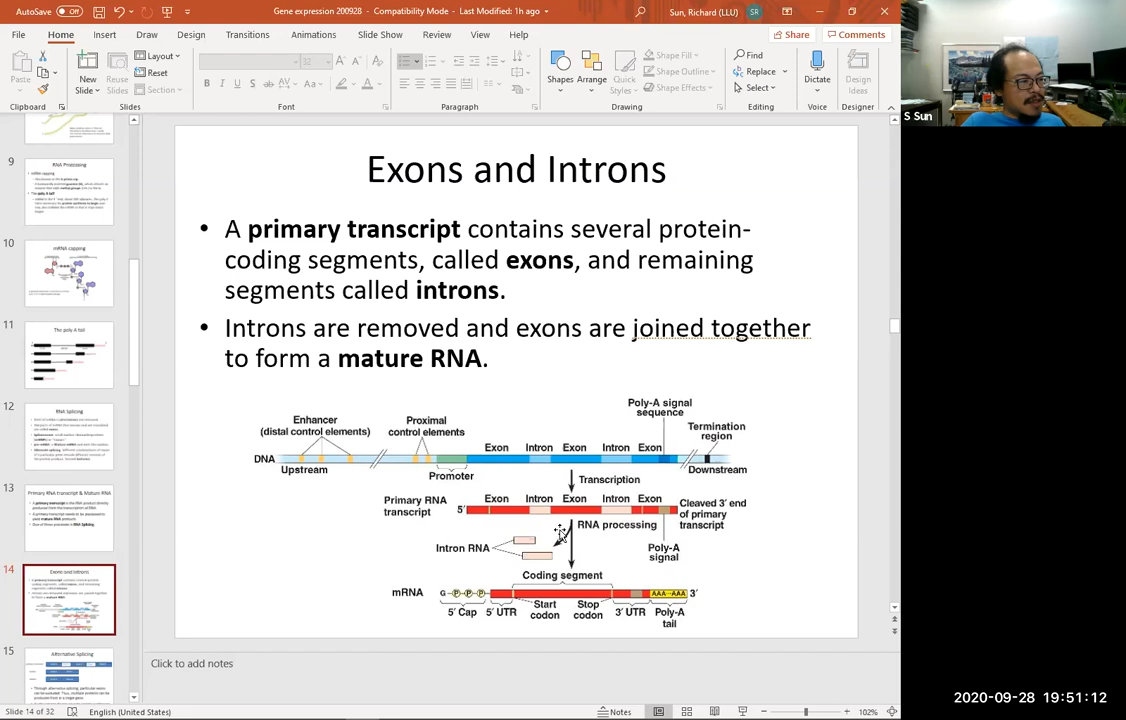 AutoSave Off
Gene expression 200928 - Compatibility Mode - Last Modified: 1h ago
Sun, Richard (LLU) SR
File Home Insert Draw Design Transitions Animations Slide Show Review View Help
Share Comments
Paste
New Slide
Reuse Slides
Layout
Reset
Section
32
Shapes
Arrange
Quick Styles
Shape Fill
Shape Outline
Shape Effects
Find
Replace
Select
Dictate
Design Ideas
Clipboard Slides Font Paragraph Drawing Editing Voice Designer
S Sun
9
RNA Processing
10
mRNA capping
11
The poly A tail
12
RNA Splicing
13
Primary RNA transcript & Mature RNA
14
Exons and Introns
15
Alternative Splicing
Exons and Introns
• A primary transcript contains several protein-
coding segments, called exons, and remaining
segments called introns.
• Introns are removed and exons are joined together
to form a mature RNA.
Poly-A signal
sequence
Enhancer
(distal control elements)
Proximal
control elements
Termination
region
Exon Intron Exon Intron Exon
DNA
Upstream
Promoter
Downstream
Transcription
Primary RNA
transcript
5′
Exon Intron Exon Intron Exon
Cleaved 3′ end
of primary
transcript
RNA processing
Intron RNA
Poly-A
signal
Coding segment
mRNA
G P P P
AAA···AAA
3′
5′ Cap
5′ UTR
Start
codon
Stop
codon
3′ UTR
Poly-A
tail
Click to add notes
Slide 14 of 32
English (United States)
Notes
102%
2020-09-28 19:51:12